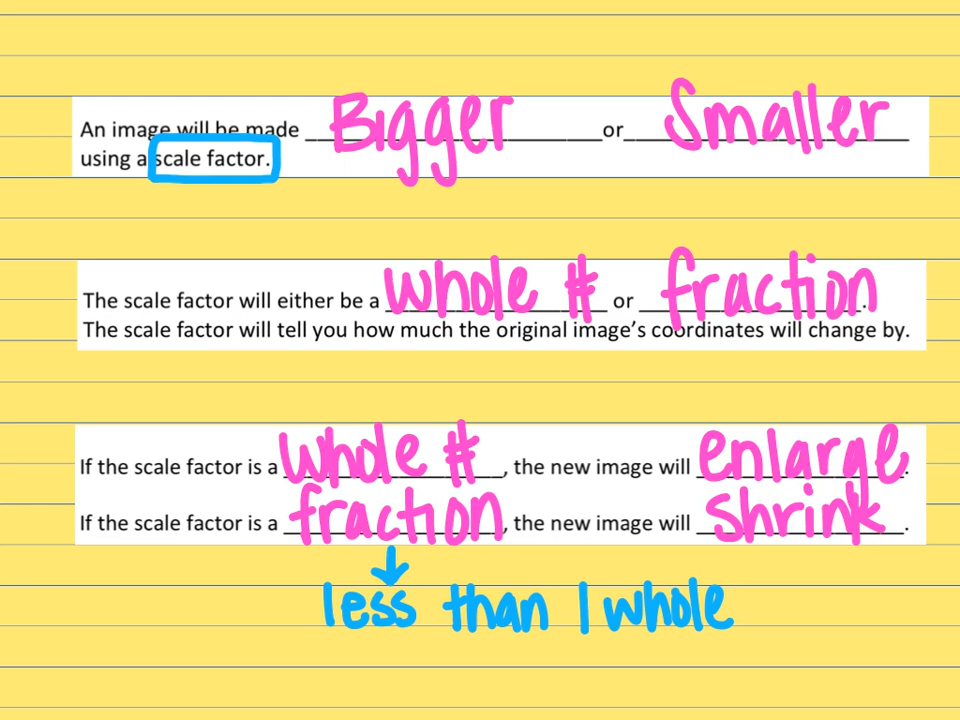 An image will be made Bigger or Smaller
using a scale factor.
The scale factor will either be a whole # or fraction.
The scale factor will tell you how much the original image's coordinates will change by.
If the scale factor is a whole #, the new image will enlarge.
If the scale factor is a fraction, the new image will shrink.
less than 1 whole